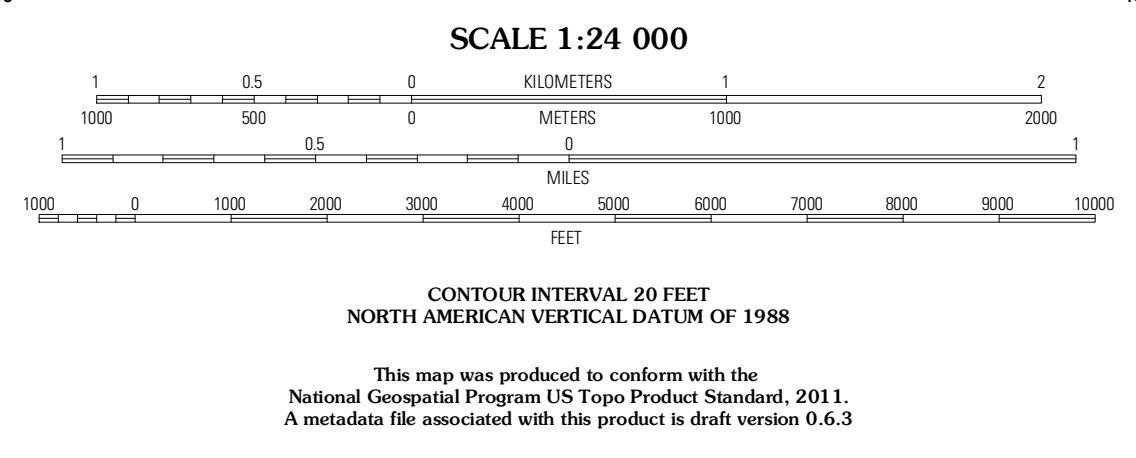 SCALE 1:24 000
1 0.5 0 KILOMETERS 1 2
1000 500 0 METERS 1000 2000
1 0.5 0 1
MILES
1000 0 1000 2000 3000 4000 5000 6000 7000 8000 9000 10000
FEET
CONTOUR INTERVAL 20 FEET
NORTH AMERICAN VERTICAL DATUM OF 1988
This map was produced to conform with the
National Geospatial Program US Topo Product Standard, 2011.
A metadata file associated with this product is draft version 0.6.3